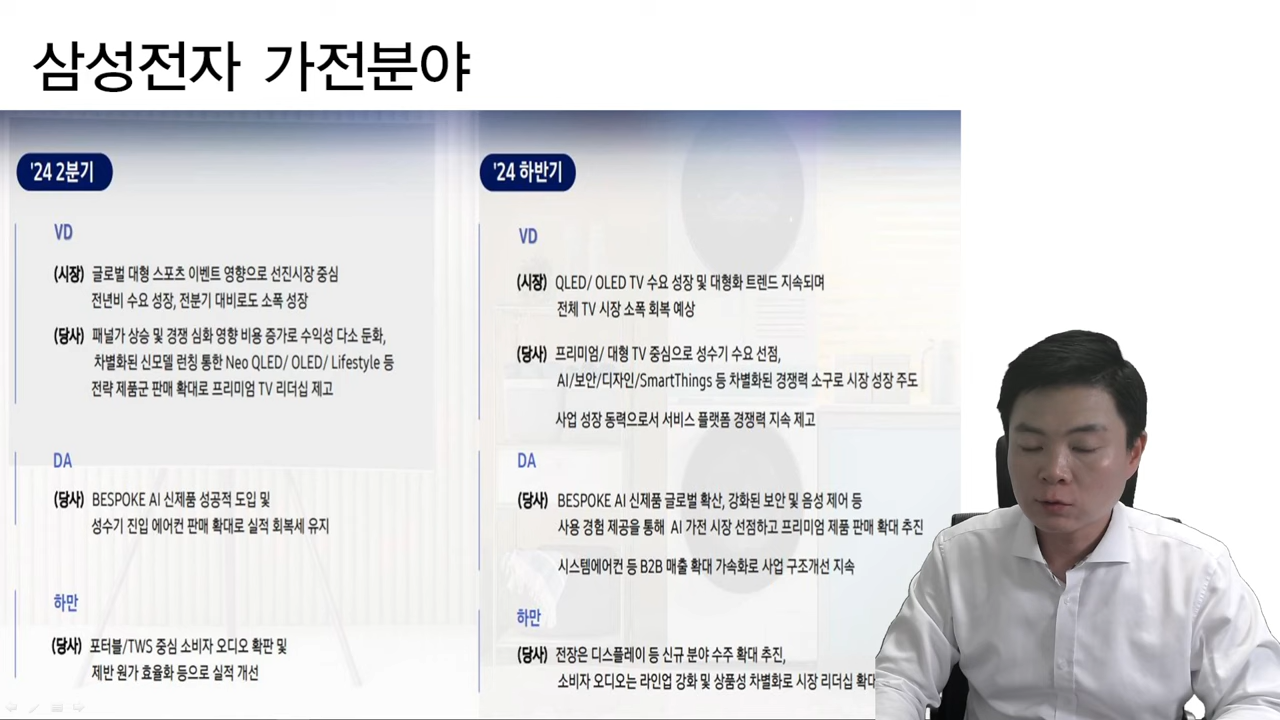 삼성전자 가전분야
'24 2분기
VD
(시장) 글로벌 대형 스포츠 이벤트 영향으로 선진시장 중심
전년비 수요 성장, 전분기 대비로도 소폭 성장
(당사) 패널가 상승 및 경쟁 심화 영향 비용 증가로 수익성 다소 둔화,
차별화된 신모델 런칭 통한 Neo QLED/ OLED/ Lifestyle 등
전략 제품군 판매 확대로 프리미엄 TV 리더십 제고
DA
(당사) BESPOKE AI 신제품 성공적 도입 및
성수기 진입 에어컨 판매 확대로 실적 회복세 유지
하만
(당사) 포터블/TWS 중심 소비자 오디오 확판 및
제반 원가 효율화 등으로 실적 개선
'24 하반기
VD
(시장) QLED/ OLED TV 수요 성장 및 대형화 트렌드 지속되며
전체 TV 시장 소폭 회복 예상
(당사) 프리미엄/ 대형 TV 중심으로 성수기 수요 선점,
AI/보안/디자인/SmartThings 등 차별화된 경쟁력 소구로 시장 성장 주도
사업 성장 동력으로서 서비스 플랫폼 경쟁력 지속 제고
DA
(당사) BESPOKE AI 신제품 글로벌 확산, 강화된 보안 및 음성 제어 등
사용 경험 제공을 통해 AI 가전 시장 선점하고 프리미엄 제품 판매 확대 추진
시스템에어컨 등 B2B 매출 확대 가속화로 사업 구조개선 지속
하만
(당사) 전장은 디스플레이 등 신규 분야 수주 확대 추진,
소비자 오디오는 라인업 강화 및 상품성 차별화로 시장 리더십 확대